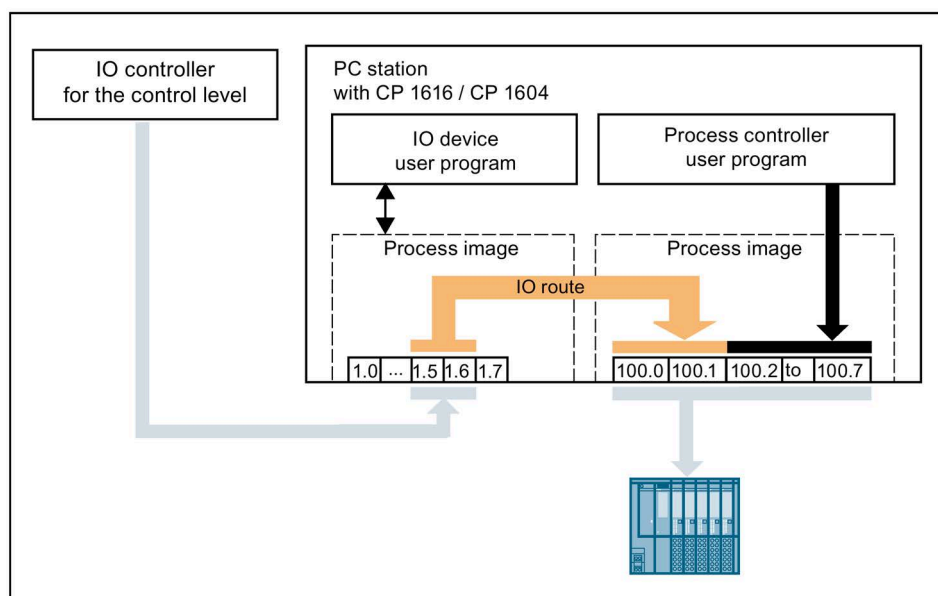 IO controller
for the control level
PC station
with CP 1616 / CP 1604
IO device
user program
Process controller
user program
Process image
Process image
IO route
1.0 ... 1.5 1.6 1.7
100.0 100.1 100.2 to 100.7